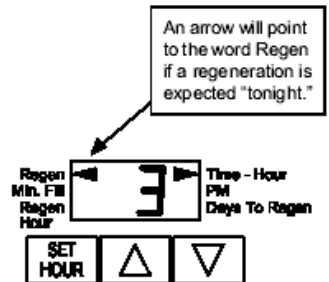 An arrow will point
to the word Regen
if a regeneration is
expected “tonight.”
Regen
Min. Fill
Regen
Hour
3
Time - Hour
PM
Days To Regen
SET
HOUR